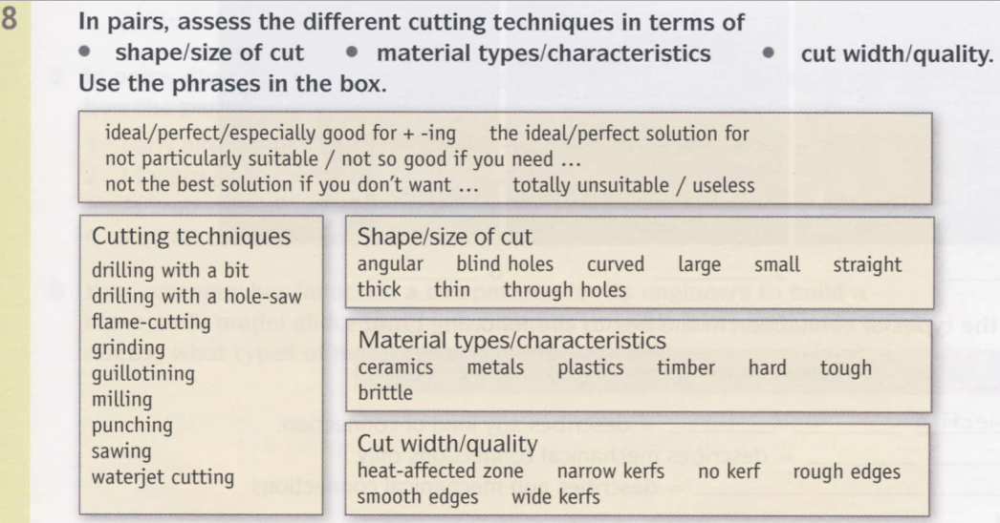 8
In pairs, assess the different cutting techniques in terms of
• shape/size of cut • material types/characteristics • cut width/quality.
Use the phrases in the box.
ideal/perfect/especially good for + -ing the ideal/perfect solution for
not particularly suitable / not so good if you need ...
not the best solution if you don't want ... totally unsuitable / useless
Cutting techniques
drilling with a bit
drilling with a hole-saw
flame-cutting
grinding
guillotining
milling
punching
sawing
waterjet cutting
Shape/size of cut
angular blind holes curved large small straight
thick thin through holes
Material types/characteristics
ceramics metals plastics timber hard tough
brittle
Cut width/quality
heat-affected zone narrow kerfs no kerf rough edges
smooth edges wide kerfs